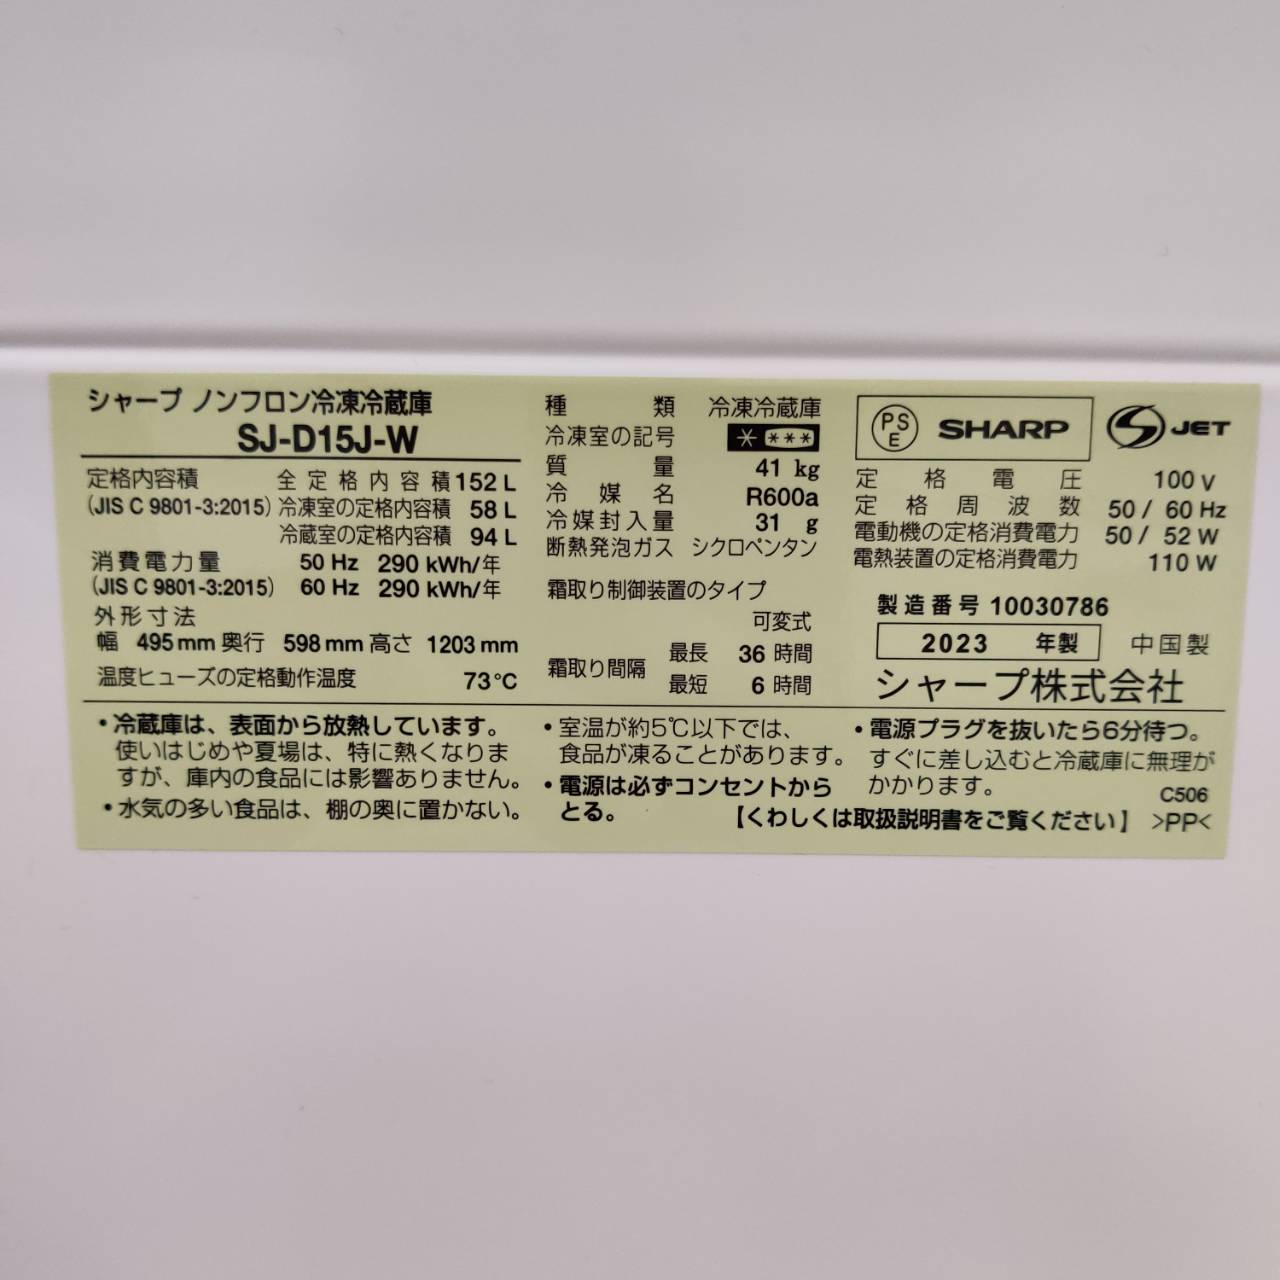 シャープ ノンフロン冷凍冷蔵庫
SJ-D15J-W
定格内容積 全定格内容積 152 L
(JIS C 9801-3:2015) 冷凍室の定格内容積 58 L
冷蔵室の定格内容積 94 L
消費電力量 50 Hz 290 kWh/年
(JIS C 9801-3:2015) 60 Hz 290 kWh/年
外形寸法
幅 495 mm 奥行 598 mm 高さ 1203 mm
温度ヒューズの定格動作温度 73℃
種類 冷凍冷蔵庫
冷凍室の記号 * ***
質量 41 kg
冷媒名 R600a
冷媒封入量 31 g
断熱発泡ガス シクロペンタン
霜取り制御装置のタイプ
可変式
霜取り間隔 最長 36 時間
最短 6 時間
PS E SHARP S JET
定格電圧 100 V
定格周波数 50 / 60 Hz
電動機の定格消費電力 50 / 52 W
電熱装置の定格消費電力 110 W
製造番号 10030786
2023 年製 中国製
シャープ株式会社
・冷蔵庫は、表面から放熱しています。
使いはじめや夏場は、特に熱くなりま
すが、庫内の食品には影響ありません。
・水気の多い食品は、棚の奥に置かない。
・室温が約5℃以下では、
食品が凍ることがあります。
・電源は必ずコンセントから
とる。
・電源プラグを抜いたら6分待つ。
すぐに差し込むと冷蔵庫に無理が
かかります。
C506
【くわしくは取扱説明書をご覧ください】 >PP<